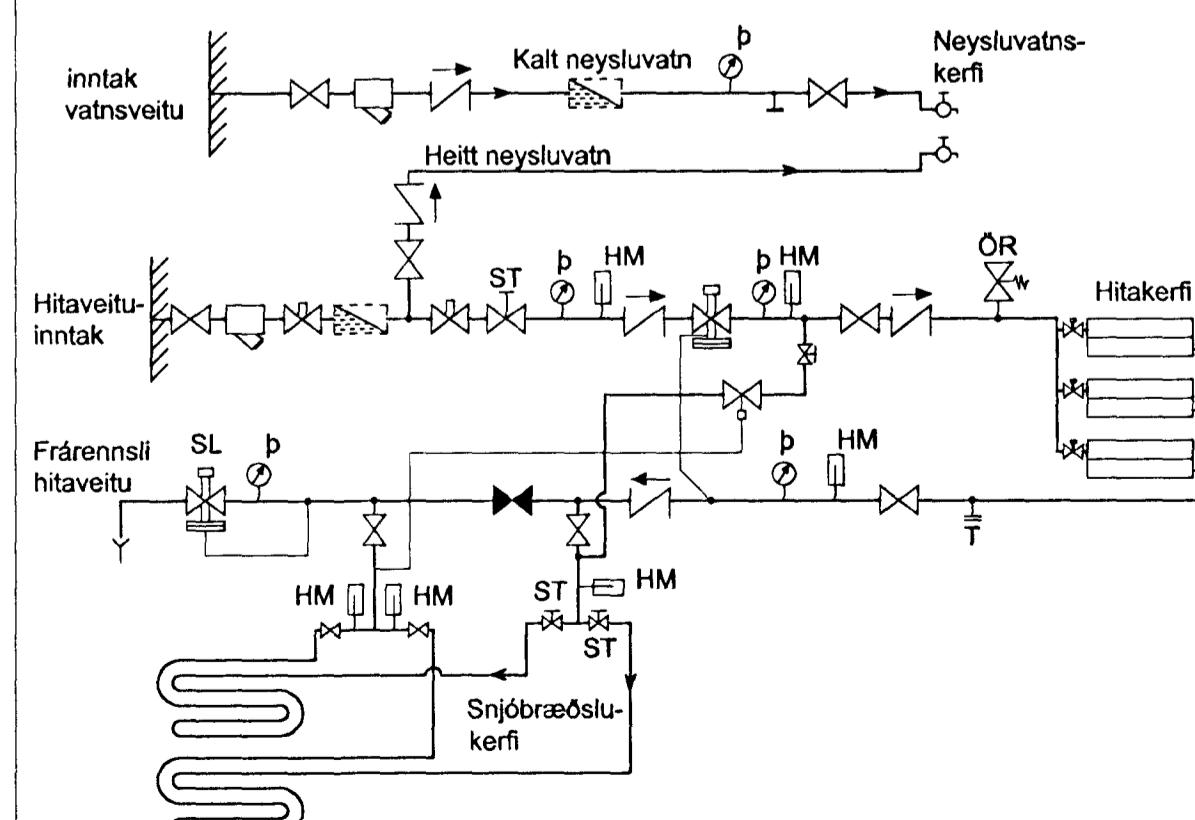 inntak
vatnsveitu
Kalt neysluvatn
þ
Neysluvatns-
kerfi
Heitt neysluvatn
Hitaveitu-
inntak
ST
þ
HM
þ
HM
ÖR
Hitakerfi
Frárennsli
hitaveitu
SL
þ
þ
HM
HM
HM
ST
HM
ST
Snjóbræðslu-
kerfi